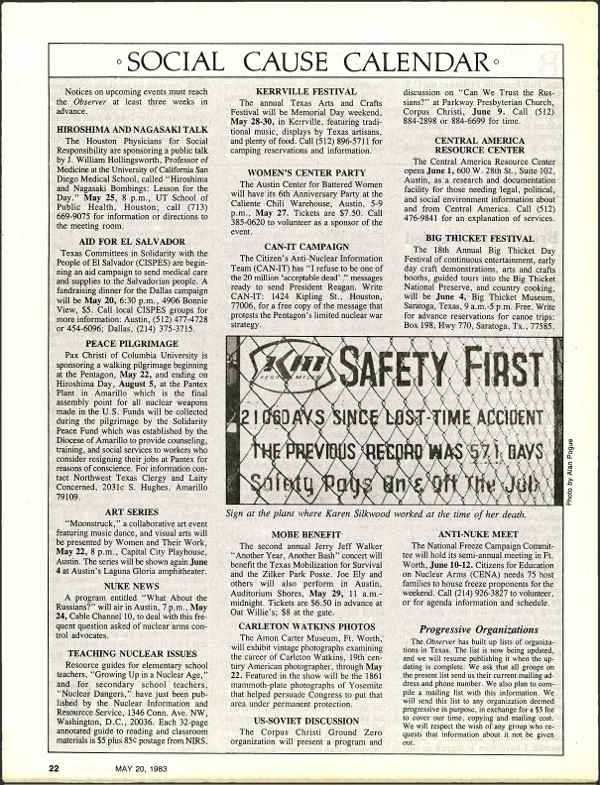 ◦ SOCIAL CAUSE CALENDAR ◦
Notices on upcoming events must reach
the Observer at least three weeks in
advance.
HIROSHIMA AND NAGASAKI TALK
The Houston Physicians for Social
Responsibility are sponsoring a public talk
by J. William Hollingsworth, Professor of
Medicine at the University of California San
Diego Medical School, called "Hiroshima
and Nagasaki Bombings: Lesson for the
Day," May 25, 8 p.m., UT School of
Public Health, Houston; call (713)
669-9075 for information or directions to
the meeting room.
AID FOR EL SALVADOR
Texas Committees in Solidarity with the
People of El Salvador (CISPES) are begin-
ning an aid campaign to send medical care
and supplies to the Salvadorian people. A
fundraising dinner for the Dallas campaign
will be May 20, 6:30 p.m., 4906 Bonnie
View, $5. Call local CISPES groups for
more information: Austin, (512) 477-4728
or 454-6096; Dallas, (214) 375-3715.
PEACE PILGRIMAGE
Pax Christi of Columbia University is
sponsoring a walking pilgrimage beginning
at the Pentagon, May 22, and ending on
Hiroshima Day, August 5, at the Pantex
Plant in Amarillo which is the final
assembly point for all nuclear weapons
made in the U.S. Funds will be collected
during the pilgrimage by the Solidarity
Peace Fund which was established by the
Diocese of Amarillo to provide counseling,
training, and social services to workers who
consider resigning their jobs at Pantex for
reasons of conscience. For information con-
tact Northwest Texas Clergy and Laity
Concerned, 2031c S. Hughes, Amarillo
79109.
ART SERIES
"Moonstruck," a collaborative art event
featuring music dance, and visual arts will
be presented by Women and Their Work,
May 22, 8 p.m., Capital City Playhouse,
Austin. The series will be shown again June
4 at Austin's Laguna Gloria amphitheater.
NUKE NEWS
A program entitled "What About the
Russians?" will air in Austin, 7 p.m., May
24, Cable Channel 10, to deal with this fre-
quent question asked of nuclear arms con-
trol advocates.
TEACHING NUCLEAR ISSUES
Resource guides for elementary school
teachers, "Growing Up in a Nuclear Age,"
and for secondary school teachers,
"Nuclear Dangers," have just been pub-
lished by the Nuclear Information and
Resource Service, 1346 Conn. Ave. NW,
Washington, D.C., 20036. Each 32-page
annotated guide to reading and classroom
materials is $5 plus 85¢ postage from NIRS.
KERRVILLE FESTIVAL
The annual Texas Arts and Crafts
Festival will be Memorial Day weekend,
May 28-30, in Kerrville, featuring tradi-
tional music, displays by Texas artisans,
and plenty of food. Call (512) 896-5711 for
camping reservations and information.
WOMEN'S CENTER PARTY
The Austin Center for Battered Women
will have its 6th Anniversary Party at the
Caliente Chili Warehouse, Austin, 5-9
p.m., May 27. Tickets are $7.50. Call
385-0620 to volunteer as a sponsor of the
event.
CAN-IT CAMPAIGN
The Citizen's Anti-Nuclear Information
Team (CAN-IT) has "I refuse to be one of
the 20 million 'acceptable dead' " messages
ready to send President Reagan. Write
CAN-IT: 1424 Kipling St., Houston,
77006, for a free copy of the message that
protests the Pentagon's limited nuclear war
strategy.
discussion on "Can We Trust the Rus-
sians?" at Parkway Presbyterian Church,
Corpus Christi, June 9. Call (512)
884-2898 or 884-6699 for time.
CENTRAL AMERICA
RESOURCE CENTER
The Central America Resource Center
opens June 1, 600 W. 28th St., Suite 102,
Austin, as a research and documentation
facility for those needing legal, political,
and social environment information about
and from Central America. Call (512)
476-9841 for an explanation of services.
BIG THICKET FESTIVAL
The 18th Annual Big Thicket Day
Festival of continuous entertainment, early
day craft demonstrations, arts and crafts
booths, guided tours into the Big Thicket
National Preserve, and country cooking,
will be June 4, Big Thicket Museum,
Saratoga, Texas, 9 a.m.-5 p.m. Free. Write
for advance reservations for canoe trips:
Box 198, Hwy 770, Saratoga, Tx., 77585.
KM SAFETY FIRST
2106 DAYS SINCE LOST-TIME ACCIDENT
THE PREVIOUS RECORD WAS 571 DAYS
Safety Pays On & Off The Job
Photo by Alan Pogue
Sign at the plant where Karen Silkwood worked at the time of her death.
MOBE BENEFIT
The second annual Jerry Jeff Walker
"Another Year, Another Bash" concert will
benefit the Texas Mobilization for Survival
and the Zilker Park Posse. Joe Ely and
others will also perform in Austin,
Auditorium Shores, May 29, 11 a.m.-
midnight. Tickets are $6.50 in advance at
Oat Willie's; $8 at the gate.
CARLETON WATKINS PHOTOS
The Amon Carter Museum, Ft. Worth,
will exhibit vintage photographs examining
the career of Carleton Watkins, 19th cen-
tury American photographer, through May
22. Featured in the show will be the 1861
mammoth-plate photographs of Yosemite
that helped persuade Congress to put that
area under permanent protection.
US-SOVIET DISCUSSION
The Corpus Christi Ground Zero
organization will present a program and
ANTI-NUKE MEET
The National Freeze Campaign Commit-
tee will hold its semi-annual meeting in Ft.
Worth, June 10-12. Citizens for Education
on Nuclear Arms (CENA) needs 75 host
families to house freeze proponents for the
weekend. Call (214) 926-3827 to volunteer,
or for agenda information and schedule.
Progressive Organizations
The Observer has built up lists of organiza-
tions in Texas. The list is now being updated,
and we will resume publishing it when the up-
dating is complete. We ask that all groups on
the present list send us their current mailing ad-
dress and phone number. We also plan to com-
pile a mailing list with this information. We
will send this list to any organization deemed
progressive in purpose, in exchange for a $5 fee
to cover our time, copying and mailing cost.
We will respect the wish of any group who re-
quests that information about it not be given
out.
22 MAY 20, 1983